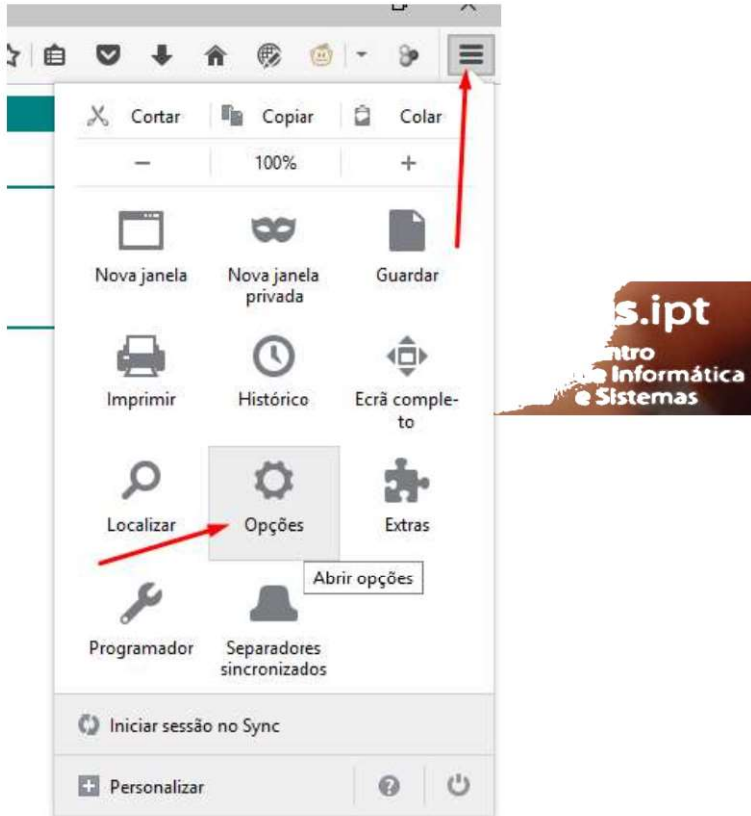 Cortar Copiar Colar
100%
Nova janela Nova janela privada Guardar
Imprimir Histórico Ecrã comple-
to
Localizar Opções Extras
Abrir opções
Programador Separadores
sincronizados
Iniciar sessão no Sync
Personalizar
s.ipt
Informática
e Sistemas